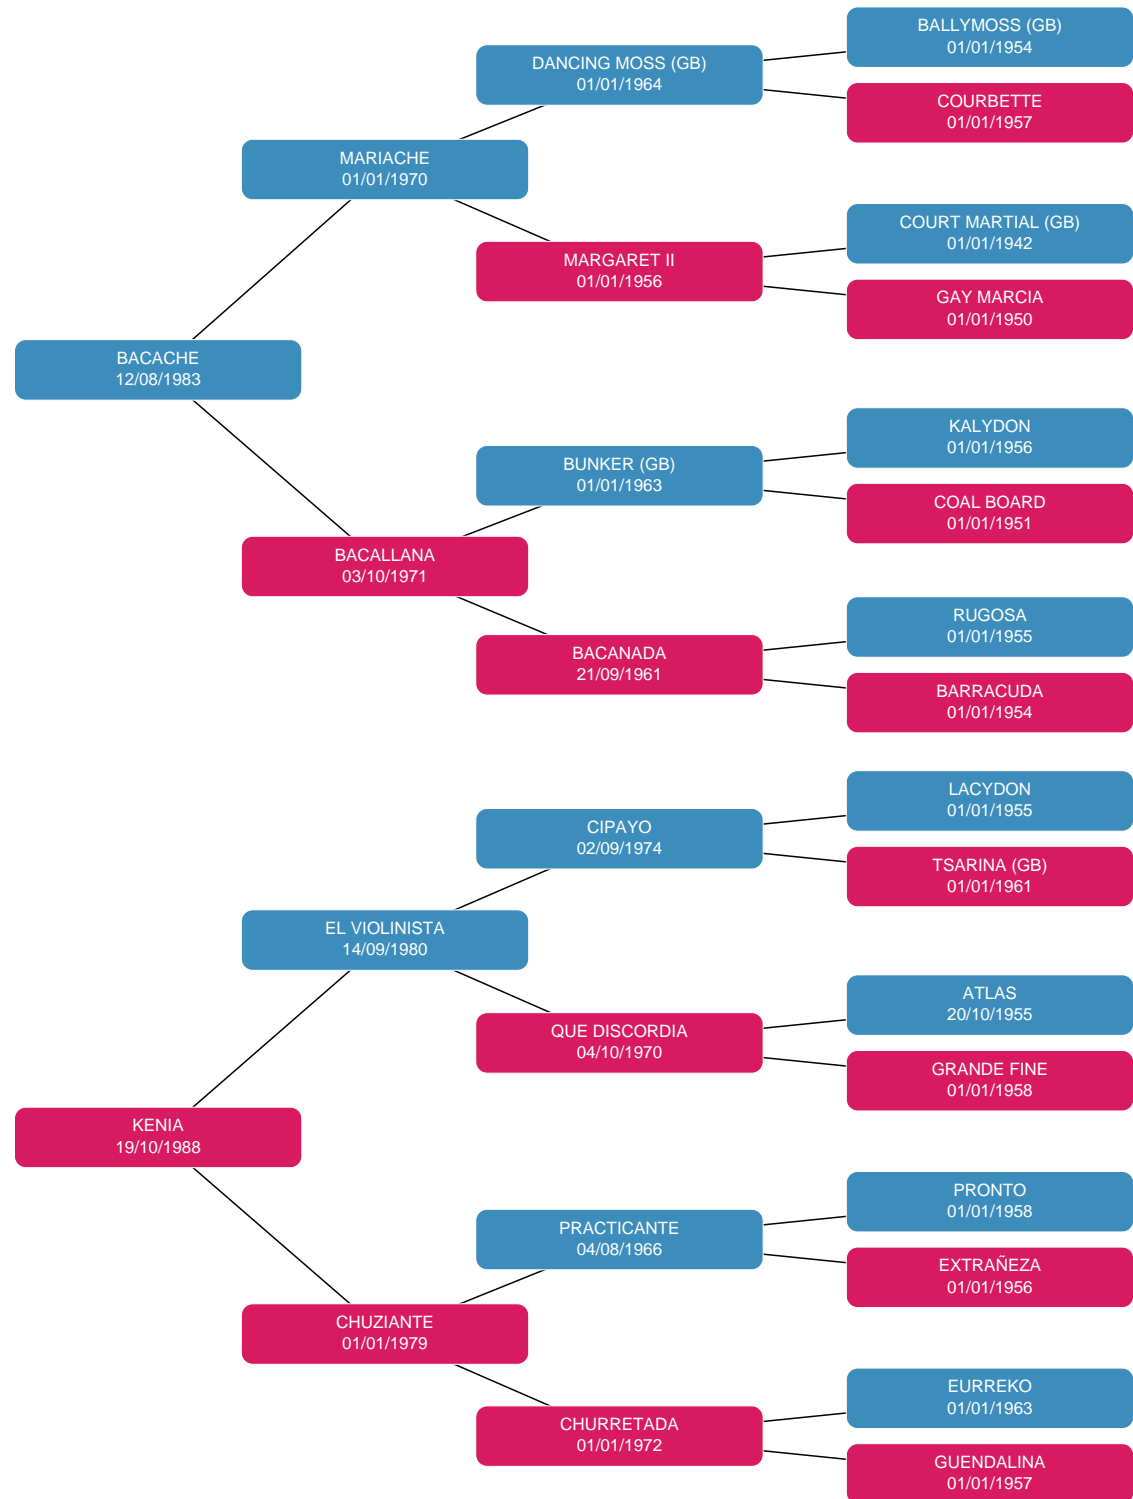 BALLYMOSS (GB)
01/01/1954
DANCING MOSS (GB)
01/01/1964
COURBETTE
01/01/1957
MARIACHE
01/01/1970
COURT MARTIAL (GB)
01/01/1942
MARGARET II
01/01/1956
GAY MARCIA
01/01/1950
BACACHE
12/08/1983
KALYDON
01/01/1956
BUNKER (GB)
01/01/1963
COAL BOARD
01/01/1951
BACALLANA
03/10/1971
RUGOSA
01/01/1955
BACANADA
21/09/1961
BARRACUDA
01/01/1954
LACYDON
01/01/1955
CIPAYO
02/09/1974
TSARINA (GB)
01/01/1961
EL VIOLINISTA
14/09/1980
ATLAS
20/10/1955
QUE DISCORDIA
04/10/1970
GRANDE FINE
01/01/1958
KENIA
19/10/1988
PRONTO
01/01/1958
PRACTICANTE
04/08/1966
EXTRAÑEZA
01/01/1956
CHUZIANTE
01/01/1979
EURREKO
01/01/1963
CHURRETADA
01/01/1972
GUENDALINA
01/01/1957